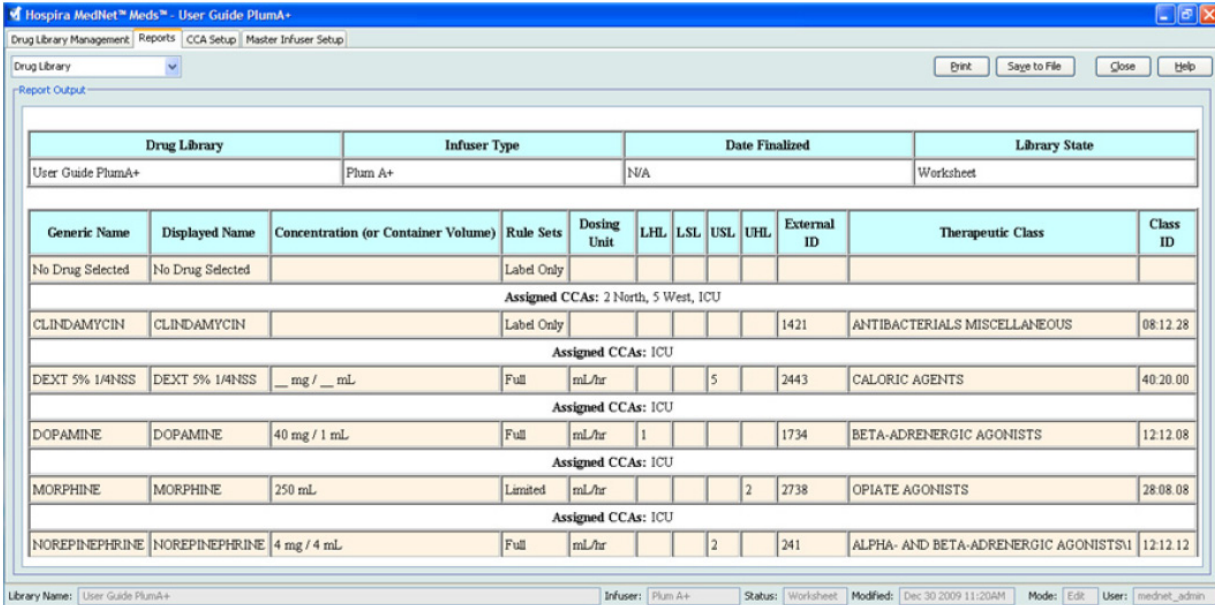 Hospira MedNet™ Meds™ - User Guide PlumA+
Drug Library Management Reports CCA Setup Master Infuser Setup
Drug Library Print Save to File Close Help
Report Output
Drug Library Infuser Type Date Finalized Library State
User Guide PlumA+ Plum A+ N/A Worksheet
Generic Name Displayed Name Concentration (or Container Volume) Rule Sets Dosing Unit LHL LSL USL UHL External ID Therapeutic Class Class ID
No Drug Selected No Drug Selected Label Only
Assigned CCAs: 2 North, 5 West, ICU
CLINDAMYCIN CLINDAMYCIN Label Only 1421 ANTIBACTERIALS MISCELLANEOUS 08:12.28
Assigned CCAs: ICU
DEXT 5% 1/4NSS DEXT 5% 1/4NSS __ mg / __ mL Full mL/hr 5 2443 CALORIC AGENTS 40:20.00
Assigned CCAs: ICU
DOPAMINE DOPAMINE 40 mg / 1 mL Full mL/hr 1 1734 BETA-ADRENERGIC AGONISTS 12:12.08
Assigned CCAs: ICU
MORPHINE MORPHINE 250 mL Limited mL/hr 2 2738 OPIATE AGONISTS 28:08.08
Assigned CCAs: ICU
NOREPINEPHRINE NOREPINEPHRINE 4 mg / 4 mL Full mL/hr 2 241 ALPHA- AND BETA-ADRENERGIC AGONISTS\1 12:12.12
Library Name: User Guide PlumA+ Infuser: Plum A+ Status: Worksheet Modified: Dec 30 2009 11:20AM Mode: Edit User: mednet_admin